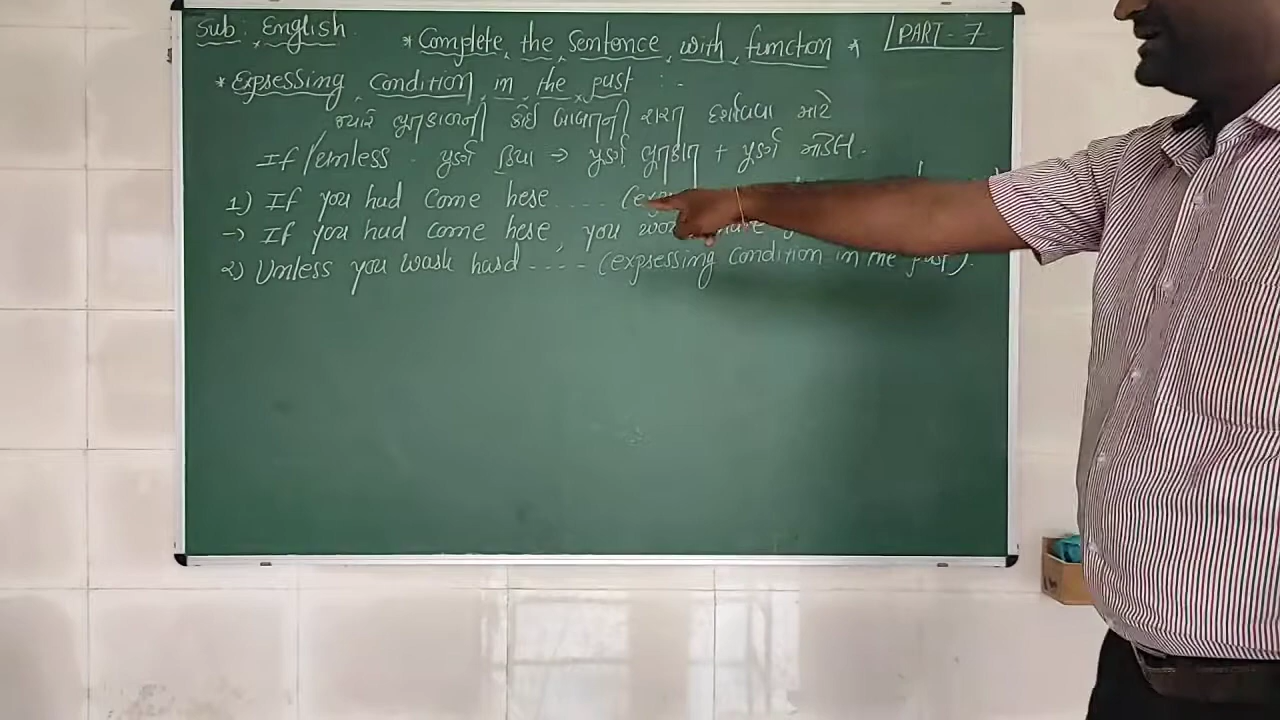 Sub : English.
* Complete the Sentence with function *
PART - 7
* Expressing Condition in the past :-
જ્યારે ભૂતકાળની કોઈ બાબતની શરત દર્શાવવા માટે
If / unless - પૂર્ણ ક્રિયા → પૂર્ણ ભૂતકાળ + પૂર્ણ મોડલ.
1) If you had come here .... (
→ If you had come here, you
2) Unless you work hard .... (expressing Condition in the past).